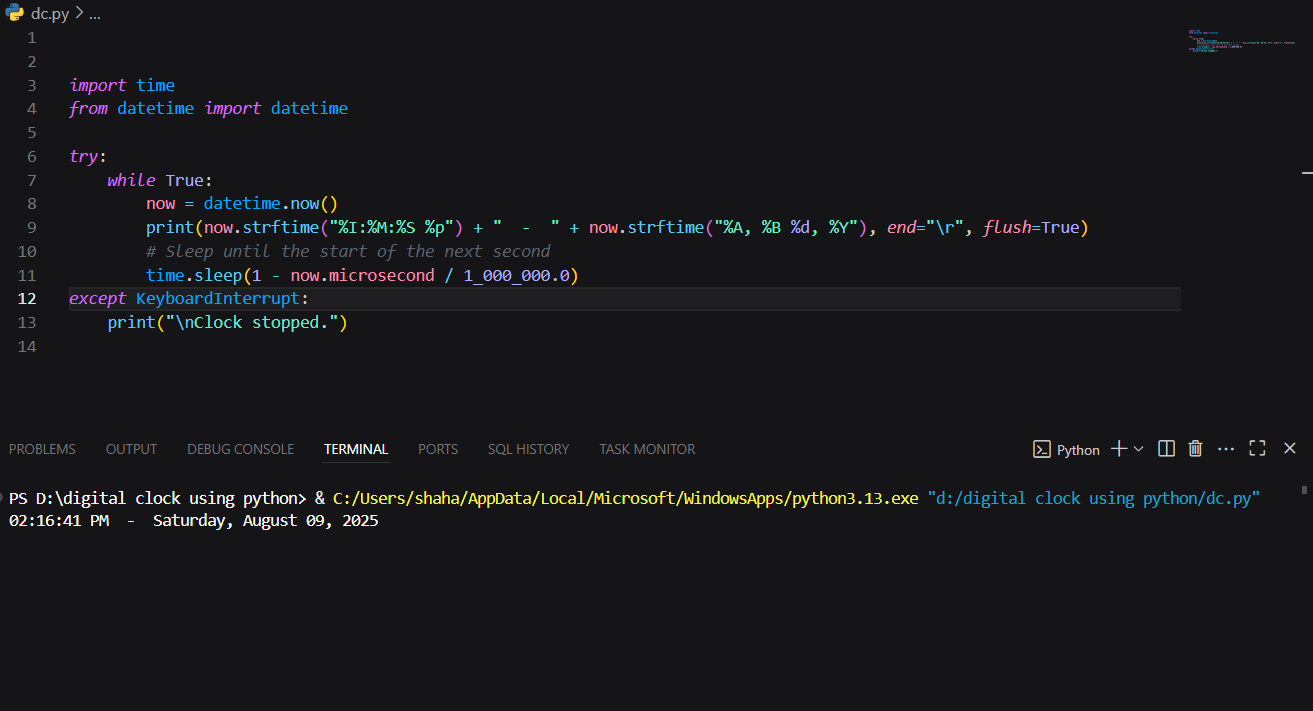 dc.py > ...
1
2
3 import time
4 from datetime import datetime
5
6 try:
7     while True:
8         now = datetime.now()
9         print(now.strftime("%I:%M:%S %p") + "  -  " + now.strftime("%A, %B %d, %Y"), end="\r", flush=True)
10         # Sleep until the start of the next second
11         time.sleep(1 - now.microsecond / 1_000_000.0)
12 except KeyboardInterrupt:
13     print("\nClock stopped.")
14
PROBLEMS OUTPUT DEBUG CONSOLE TERMINAL PORTS SQL HISTORY TASK MONITOR Python
PS D:\digital clock using python> & C:/Users/shaha/AppData/Local/Microsoft/WindowsApps/python3.13.exe "d:/digital clock using python/dc.py"
02:16:41 PM  -  Saturday, August 09, 2025